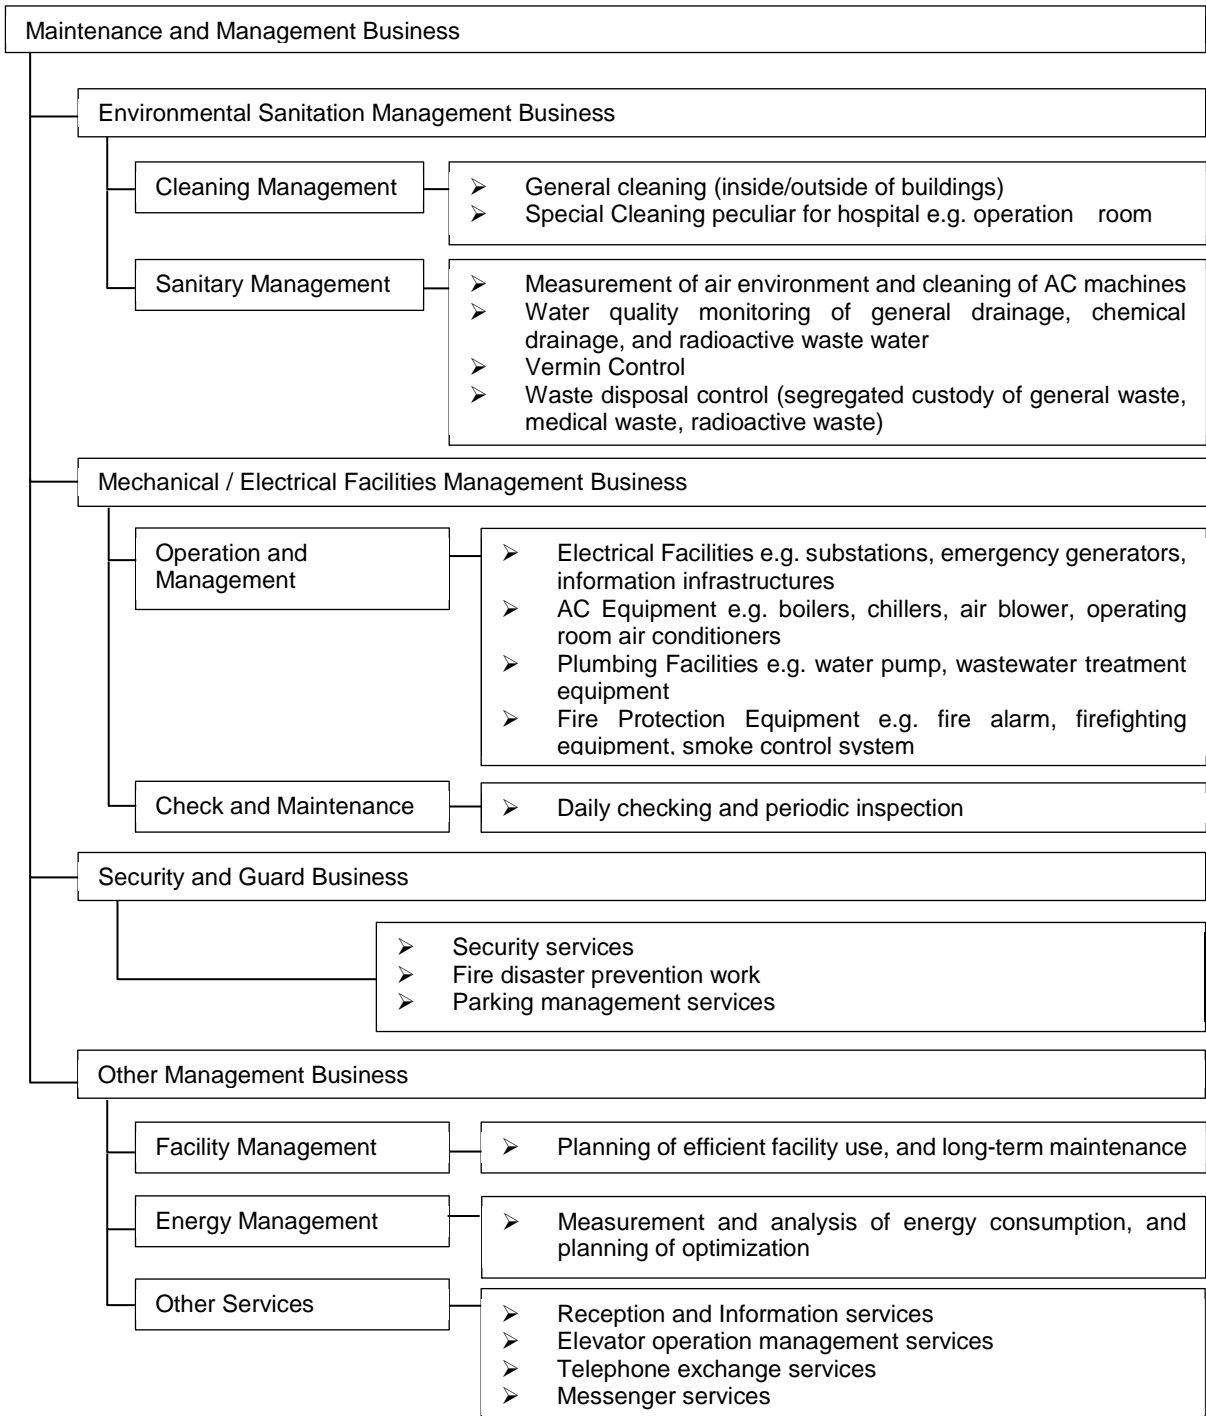 Maintenance and Management Business
Environmental Sanitation Management Business
Cleaning Management
➢ General cleaning (inside/outside of buildings)
➢ Special Cleaning peculiar for hospital e.g. operation room
Sanitary Management
➢ Measurement of air environment and cleaning of AC machines
➢ Water quality monitoring of general drainage, chemical
drainage, and radioactive waste water
➢ Vermin Control
➢ Waste disposal control (segregated custody of general waste,
medical waste, radioactive waste)
Mechanical / Electrical Facilities Management Business
Operation and
Management
➢ Electrical Facilities e.g. substations, emergency generators,
information infrastructures
➢ AC Equipment e.g. boilers, chillers, air blower, operating
room air conditioners
➢ Plumbing Facilities e.g. water pump, wastewater treatment
equipment
➢ Fire Protection Equipment e.g. fire alarm, firefighting
equipment, smoke control system
Check and Maintenance
➢ Daily checking and periodic inspection
Security and Guard Business
➢ Security services
➢ Fire disaster prevention work
➢ Parking management services
Other Management Business
Facility Management
➢ Planning of efficient facility use, and long-term maintenance
Energy Management
➢ Measurement and analysis of energy consumption, and
planning of optimization
Other Services
➢ Reception and Information services
➢ Elevator operation management services
➢ Telephone exchange services
➢ Messenger services